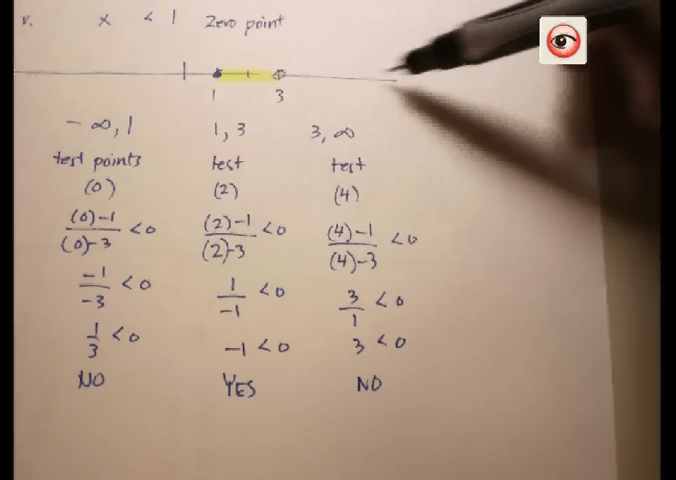 v. x < 1 Zero point
1 3
-∞, 1 1, 3 3, ∞
test points test test
(0) (2) (4)
(0)-1/(0)-3 <0 (2)-1/(2)-3 <0 (4)-1/(4)-3 <0
-1/-3 <0 1/-1 <0 3/1 <0
1/3 <0 -1 <0 3 <0
NO YES NO